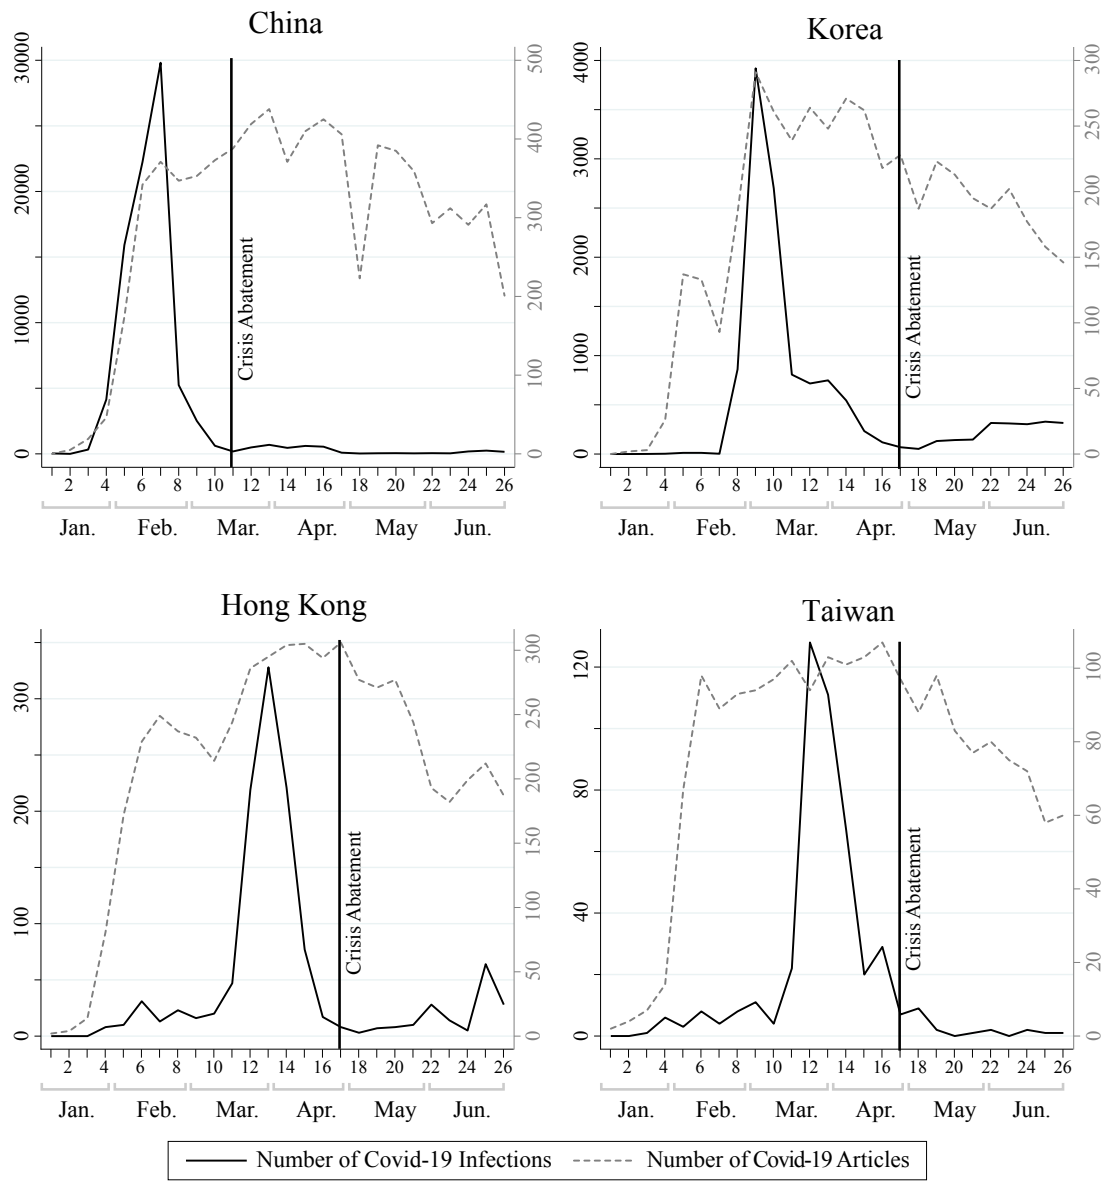 China
30000
20000
10000
0
500
400
300
200
100
0
Crisis Abatement
2 4 6 8 10 12 14 16 18 20 22 24 26
Jan. Feb. Mar. Apr. May Jun.
Korea
4000
3000
2000
1000
0
300
250
200
150
100
50
0
Crisis Abatement
2 4 6 8 10 12 14 16 18 20 22 24 26
Jan. Feb. Mar. Apr. May Jun.
Hong Kong
300
200
100
0
300
250
200
150
100
50
0
Crisis Abatement
2 4 6 8 10 12 14 16 18 20 22 24 26
Jan. Feb. Mar. Apr. May Jun.
Taiwan
120
80
40
0
100
80
60
40
20
0
Crisis Abatement
2 4 6 8 10 12 14 16 18 20 22 24 26
Jan. Feb. Mar. Apr. May Jun.
Number of Covid-19 Infections
Number of Covid-19 Articles